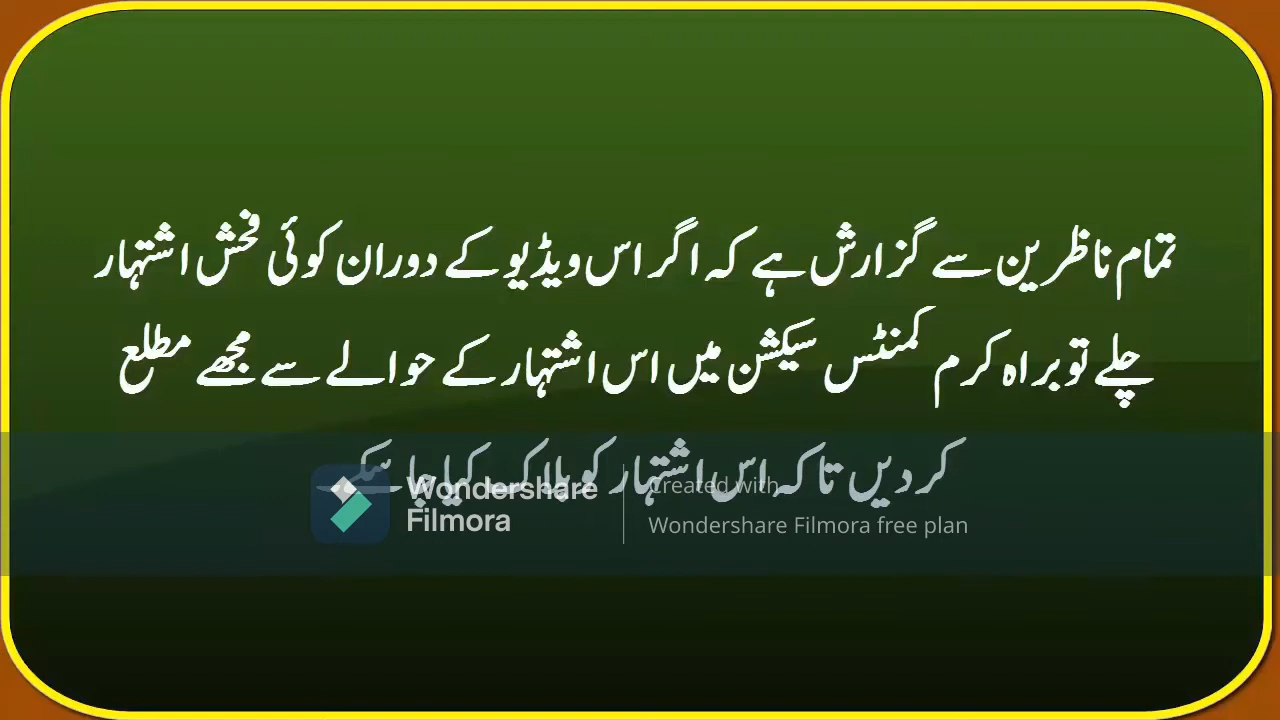 تمام ناظرین سے گزارش ہے کہ اگر اس ویڈیو کے دوران کوئی فحش اشتہار
چلے تو براہ کرم کمنٹس سیکشن میں اس اشتہار کے حوالے سے مجھے مطلع
کر دیں تاکہ اس اشتہار کو بلاک کیا جا سکے
Wondershare
Filmora
Created with
Wondershare Filmora free plan